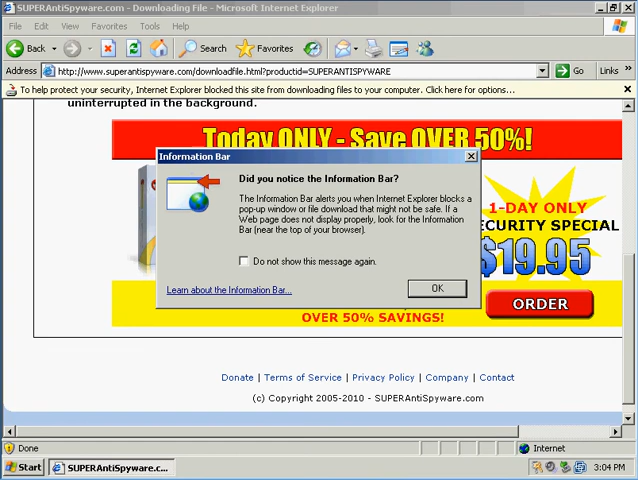 SUPERAntiSpyware.com - Downloading File - Microsoft Internet Explorer
File Edit View Favorites Tools Help
Back Search Favorites
Address http://www.superantispyware.com/downloadfile.html?productid=SUPERANTISPYWARE Go Links »
To help protect your security, Internet Explorer blocked this site from downloading files to your computer. Click here for options...
uninterrupted in the background.
Today ONLY - Save OVER 50%!
Information Bar
Did you notice the Information Bar?
The Information Bar alerts you when Internet Explorer blocks a
pop-up window or file download that might not be safe. If a
Web page does not display properly, look for the Information
Bar (near the top of your browser).
Do not show this message again.
Learn about the Information Bar...
OK
1-DAY ONLY
ECURITY SPECIAL
$19.95
ORDER
OVER 50% SAVINGS!
Donate | Terms of Service | Privacy Policy | Company | Contact
(c) Copyright 2005-2010 - SUPERAntiSpyware.com
Done Internet
Start SUPERAntiSpyware.c... 3:04 PM